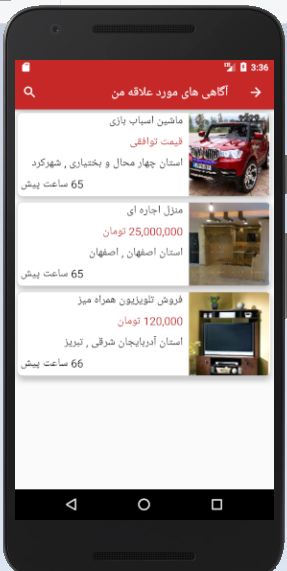 3:36
آگاهی های مورد علاقه من
ماشین اسباب بازی
قیمت توافقی
استان چهار محال و بختیاری , شهرکرد
65 ساعت پیش
منزل اجاره ای
25,000,000 تومان
استان اصفهان , اصفهان
65 ساعت پیش
فروش تلویزیون همراه میز
120,000 تومان
استان آذربایجان شرقی , تبریز
66 ساعت پیش